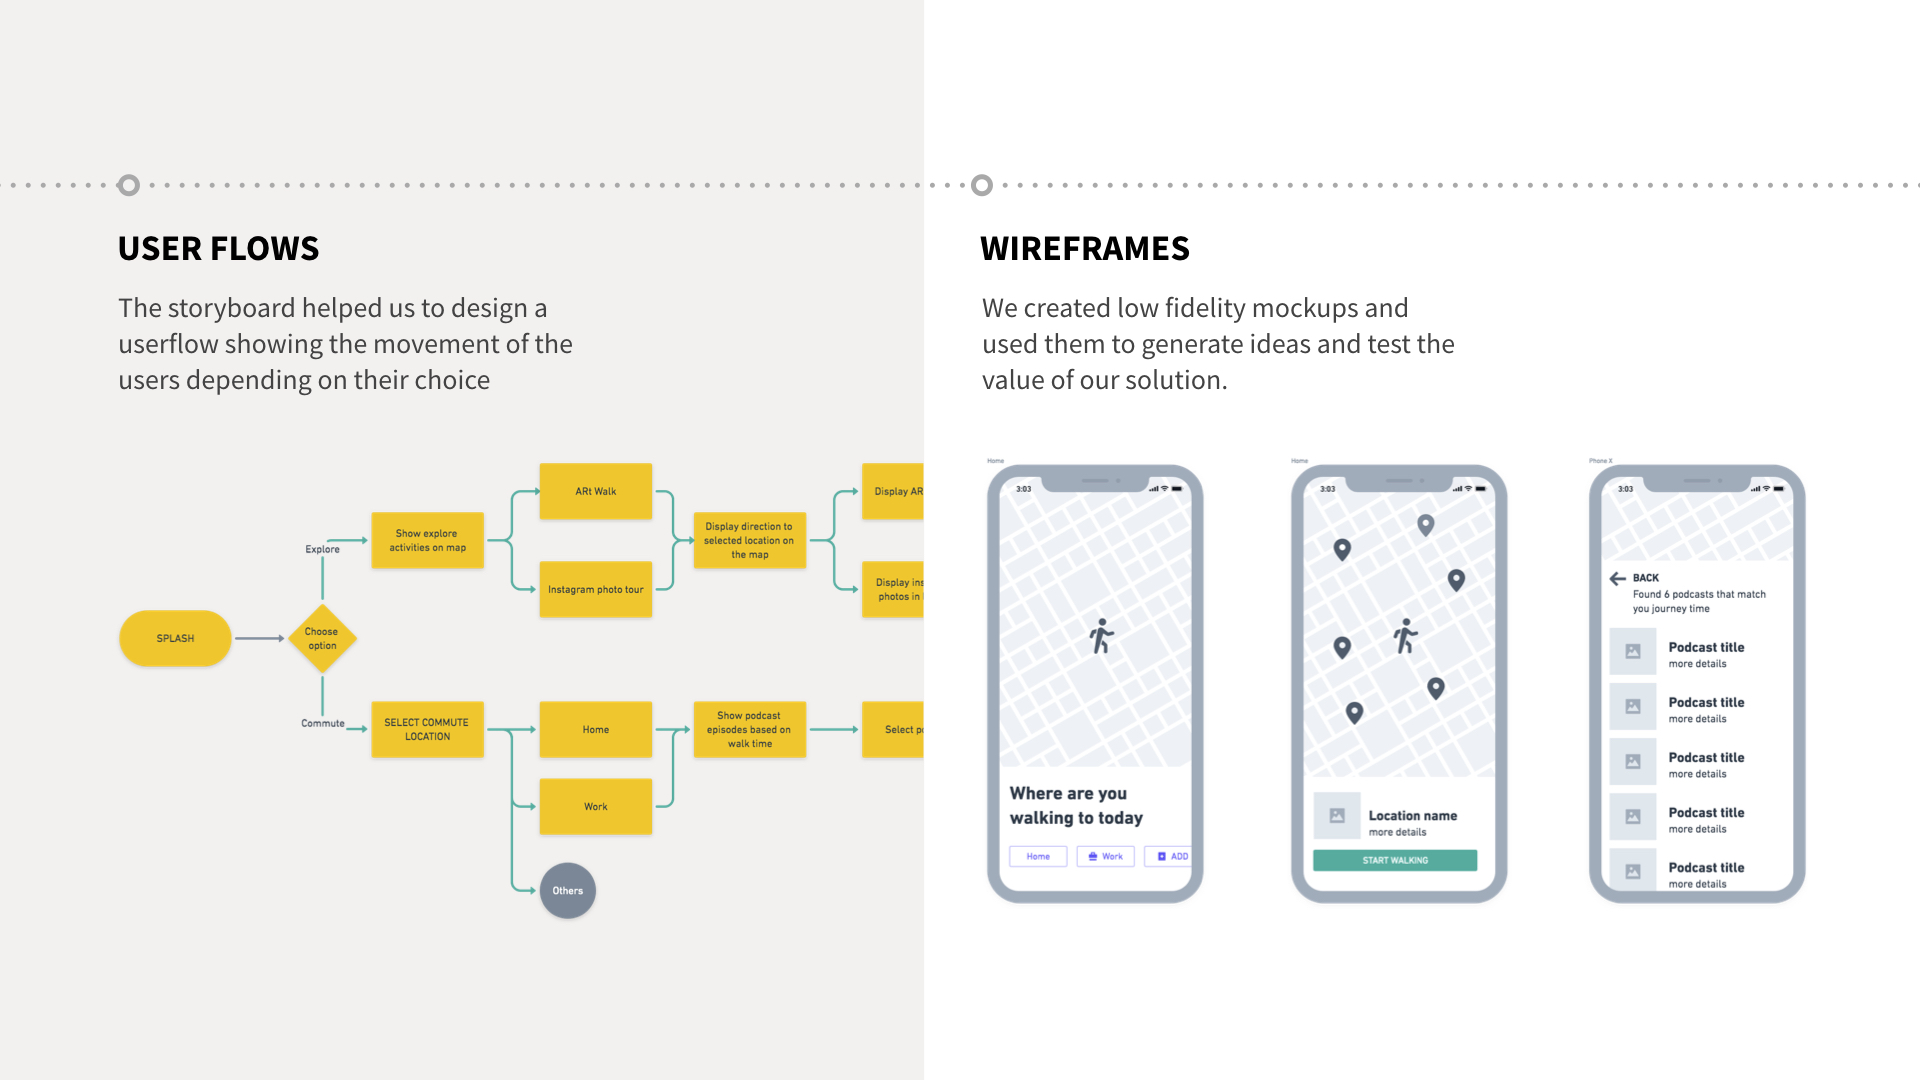 USER FLOWS
The storyboard helped us to design a
userflow showing the movement of the
users depending on their choice
SPLASH
Choose
option
Explore
Commute
Show explore
activities on map
ARt Walk
Instagram photo tour
Display direction to
selected location on
the map
Display AR
Display ins
photos in
SELECT COMMUTE
LOCATION
Home
Work
Others
Show podcast
episodes based on
walk time
Select po
WIREFRAMES
We created low fidelity mockups and
used them to generate ideas and test the
value of our solution.
Home
3:03
Where are you
walking to today
Home
Work
ADD
Home
3:03
Location name
more details
START WALKING
Phone X
3:03
BACK
Found 6 podcasts that match
you journey time
Podcast title
more details
Podcast title
more details
Podcast title
more details
Podcast title
more details
Podcast title
more details